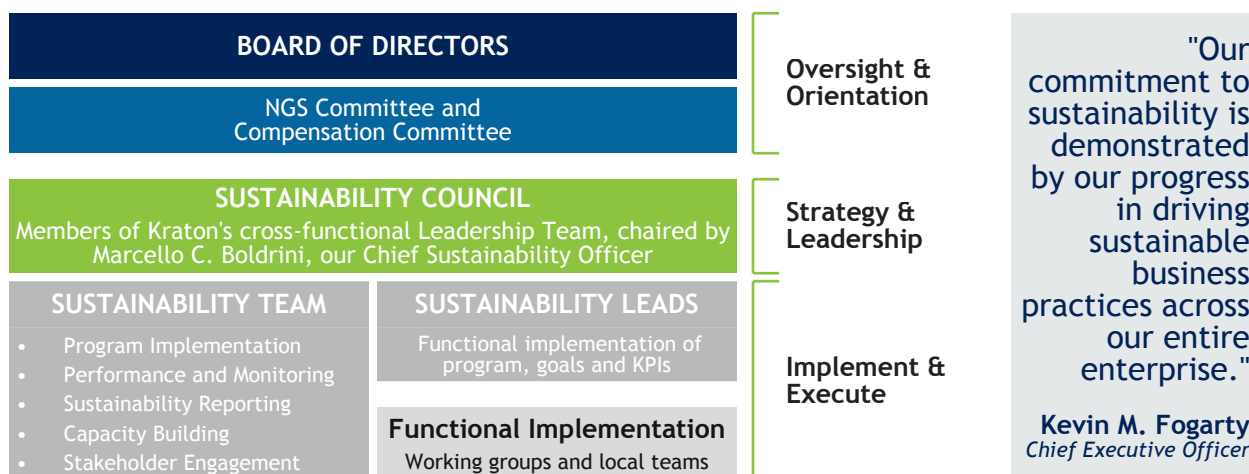 BOARD OF DIRECTORS
NGS Committee and
Compensation Committee
Oversight &
Orientation
SUSTAINABILITY COUNCIL
Members of Kraton's cross-functional Leadership Team, chaired by
Marcello C. Boldrini, our Chief Sustainability Officer
Strategy &
Leadership
SUSTAINABILITY TEAM
• Program Implementation
• Performance and Monitoring
• Sustainability Reporting
• Capacity Building
• Stakeholder Engagement
SUSTAINABILITY LEADS
Functional implementation of
program, goals and KPIs
Functional Implementation
Working groups and local teams
Implement &
Execute
"Our
commitment to
sustainability is
demonstrated
by our progress
in driving
sustainable
business
practices across
our entire
enterprise."
Kevin M. Fogarty
Chief Executive Officer